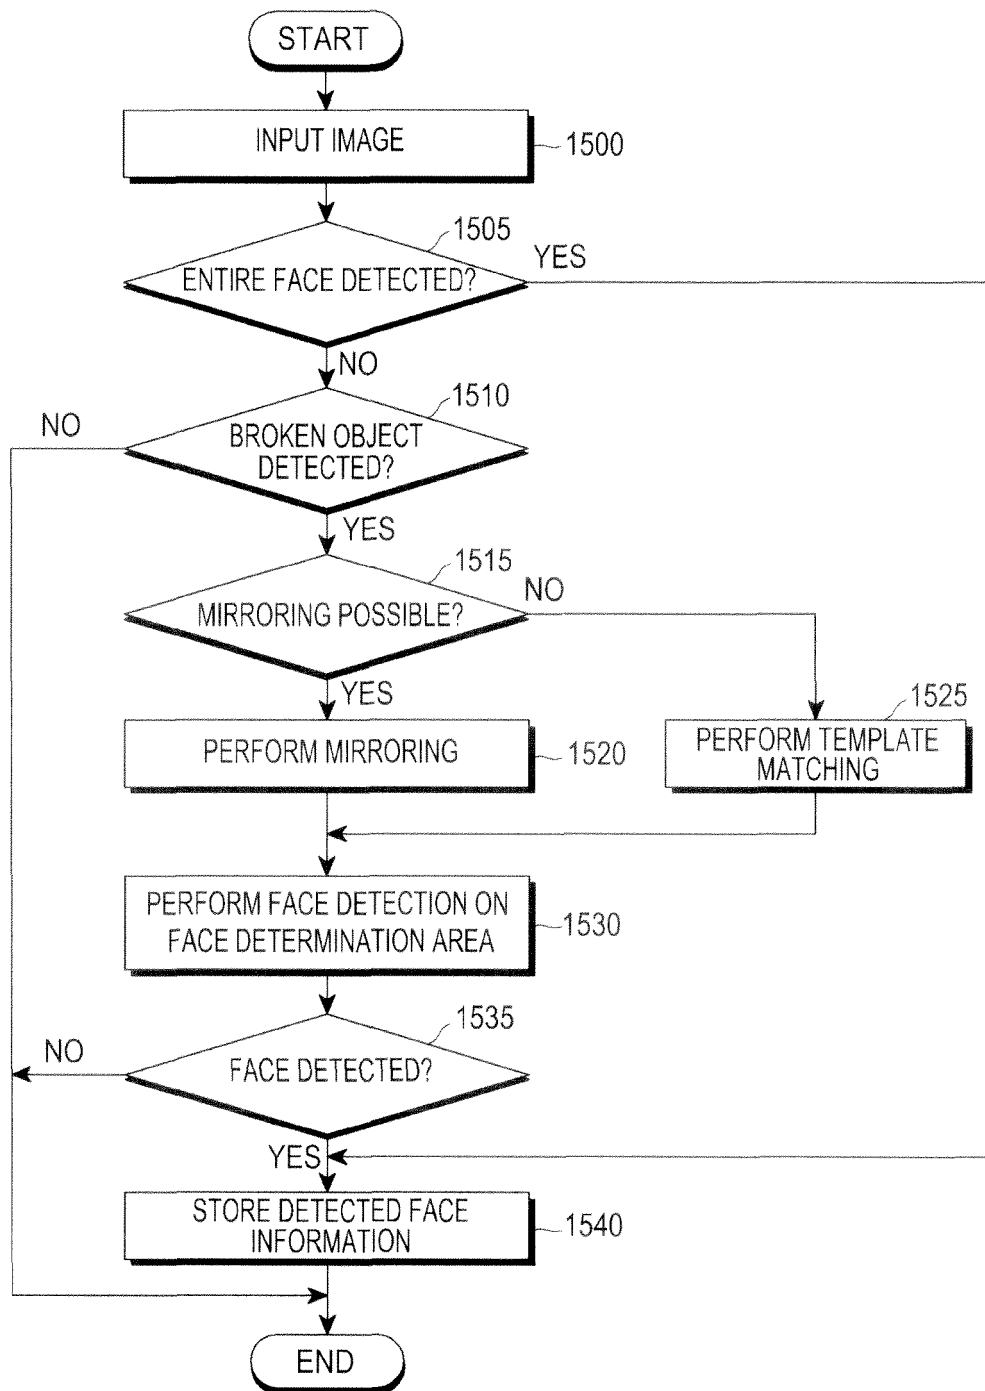 START
INPUT IMAGE
1500
1505
ENTIRE FACE DETECTED?
YES
NO
1510
NO
BROKEN OBJECT
DETECTED?
YES
1515
NO
MIRRORING POSSIBLE?
YES
1525
PERFORM MIRRORING
1520
PERFORM TEMPLATE
MATCHING
PERFORM FACE DETECTION ON
FACE DETERMINATION AREA
1530
1535
NO
FACE DETECTED?
YES
STORE DETECTED FACE
INFORMATION
1540
END